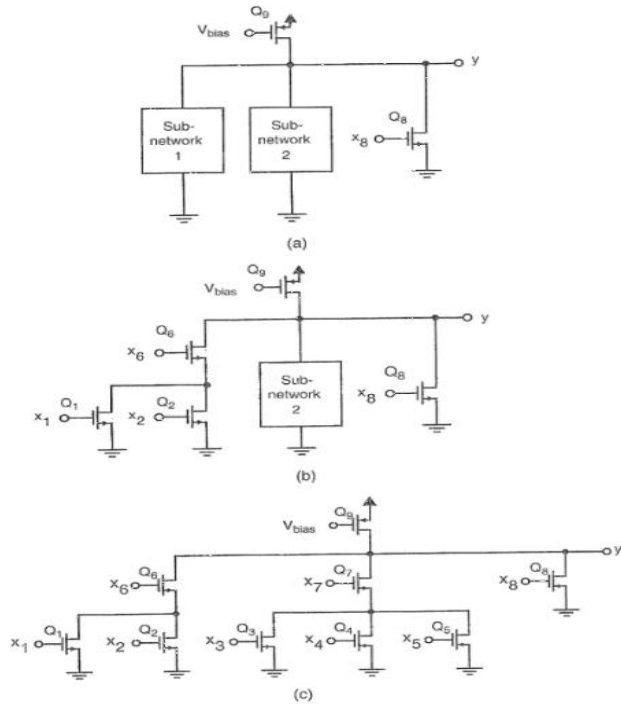 Q9
Vbias
y
Sub-
network
1
Sub-
network
2
Q8
x8
(a)
Q9
Vbias
y
Q6
x6
Q1
x1
Q2
x2
Sub-
network
2
Q8
x8
(b)
Q9
Vbias
y
Q6
x6
Q7
x7
Q8
x8
Q1
x1
Q2
x2
Q3
x3
Q4
x4
Q5
x5
(c)